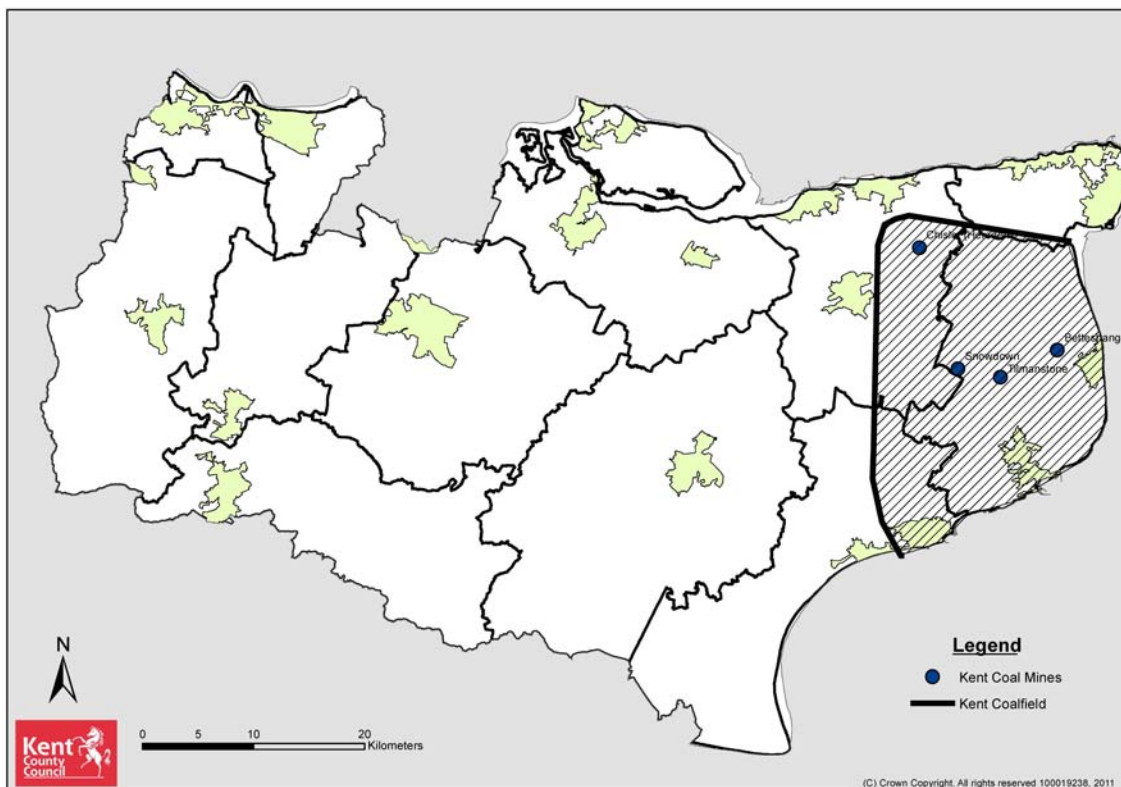 Snowdown
Tilmanstone
N
Legend
Kent Coal Mines
Kent Coalfield
0 5 10 20
Kilometers
Kent
County
Council
(C) Crown Copyright. All rights reserved 100019238, 2011